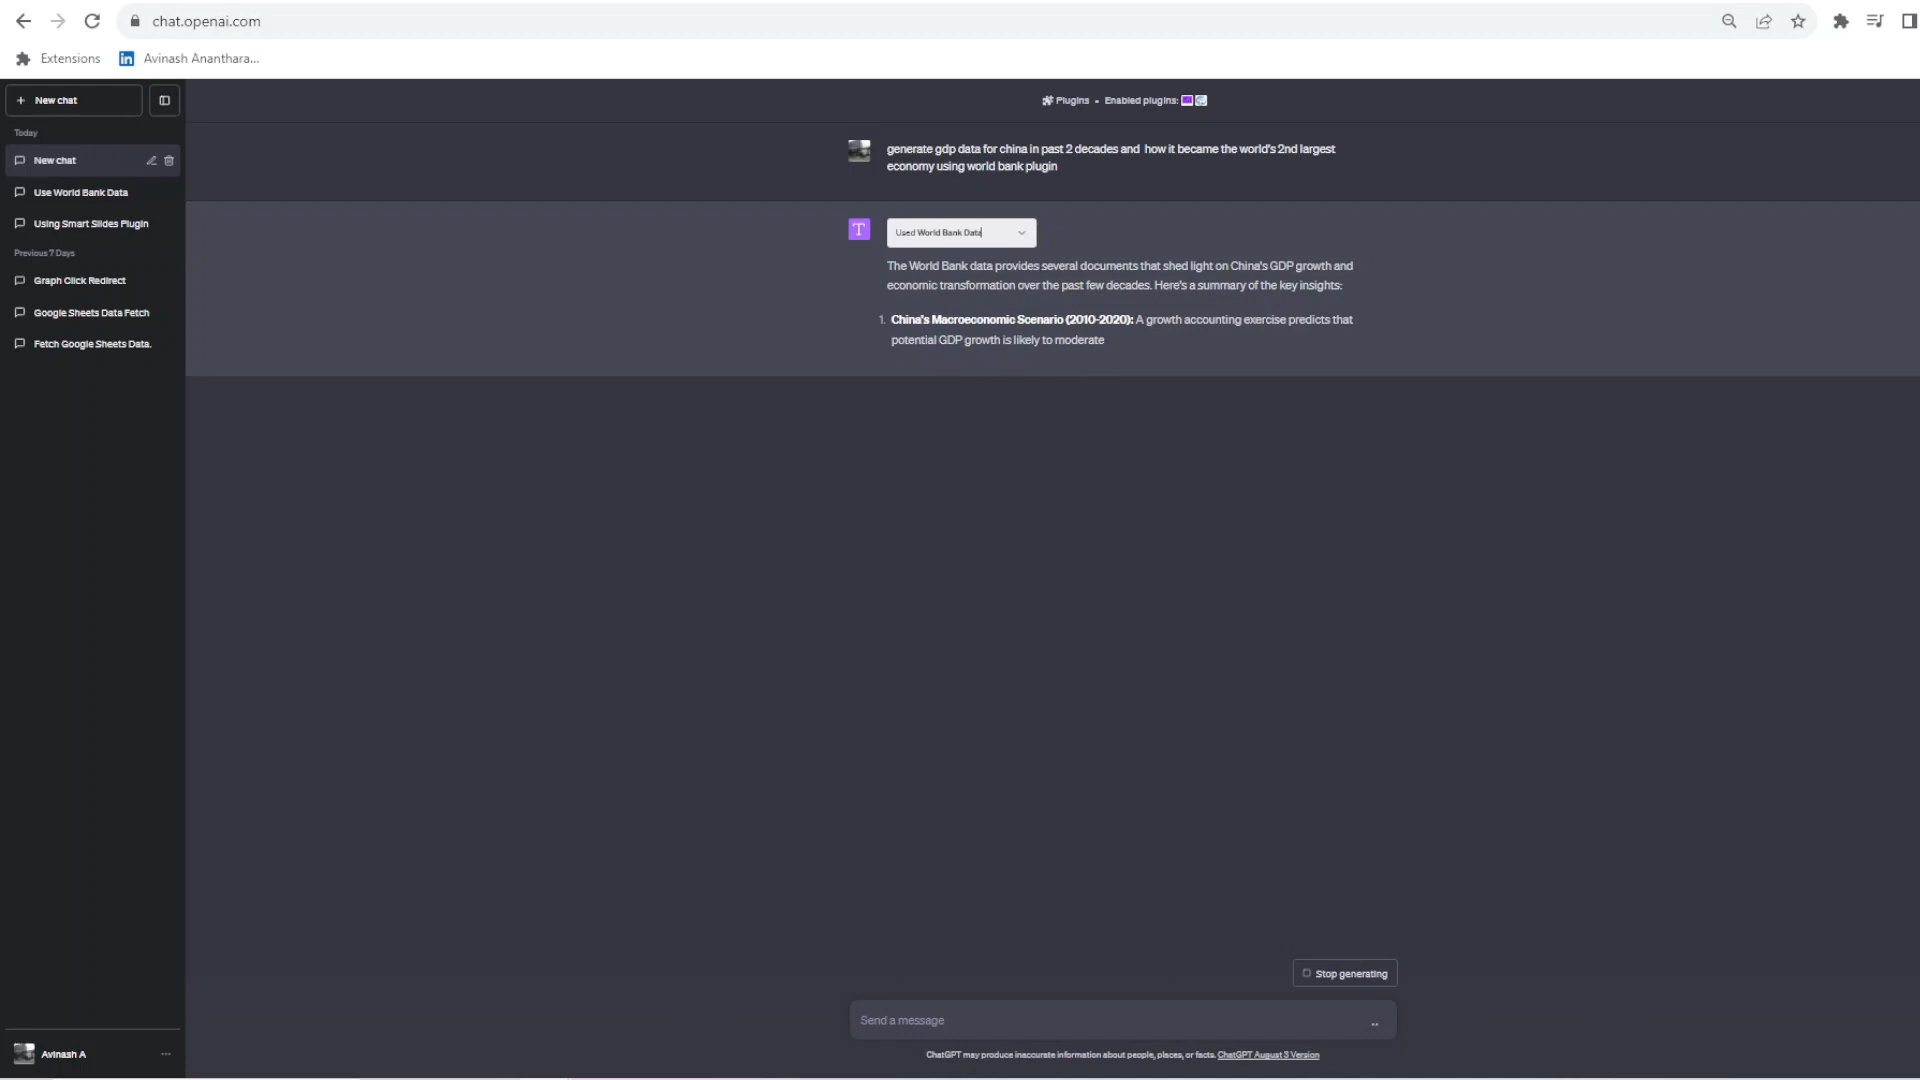 chat.openai.com
Extensions
Avinash Ananthara...
New chat
Plugins • Enabled plugins:
Today
New chat
generate gdp data for china in past 2 decades and how it became the world's 2nd largest
economy using world bank plugin
Use World Bank Data
Using Smart Slides Plugin
T
Used World Bank Data
Previous 7 Days
The World Bank data provides several documents that shed light on China's GDP growth and
economic transformation over the past few decades. Here's a summary of the key insights:
Graph Click Redirect
Google Sheets Data Fetch
1. China's Macroeconomic Scenario (2010-2020): A growth accounting exercise predicts that
potential GDP growth is likely to moderate
Fetch Google Sheets Data.
Stop generating
Send a message
Avinash A
ChatGPT may produce inaccurate information about people, places, or facts. ChatGPT August 3 Version